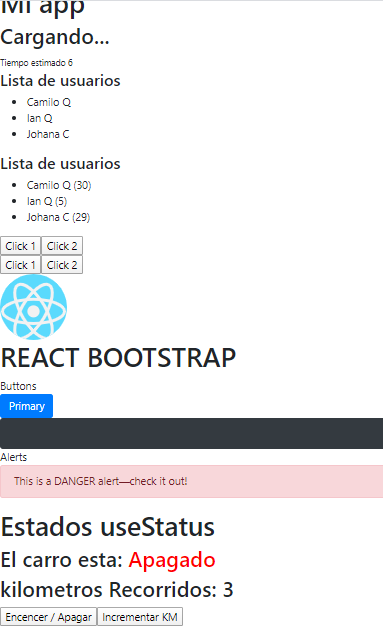 Mi app
Cargando...
Tiempo estimado 6
Lista de usuarios
Camilo Q
Ian Q
Johana C
Lista de usuarios
Camilo Q (30)
Ian Q (5)
Johana C (29)
Click 1 Click 2
Click 1 Click 2
REACT BOOTSTRAP
Buttons
Primary
Alerts
This is a DANGER alert—check it out!
Estados useStatus
El carro esta: Apagado
kilometros Recorridos: 3
Encencer / Apagar Incrementar KM